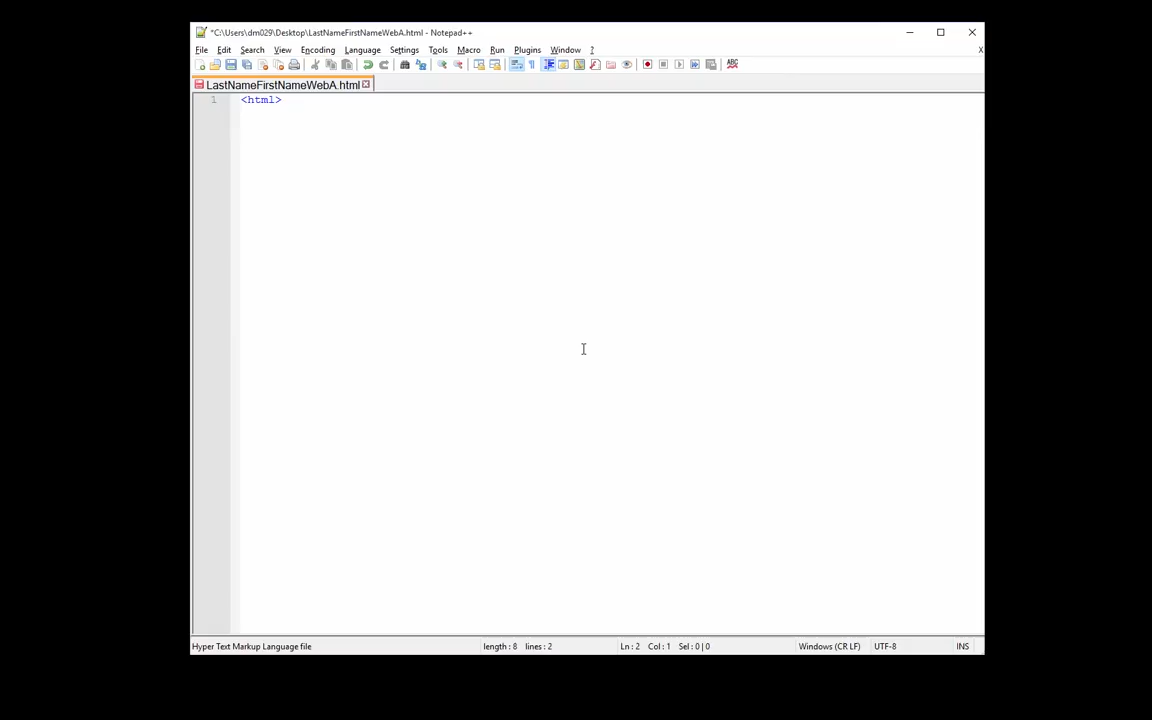 *C:\Users\dm029\Desktop\LastNameFirstNameWebA.html - Notepad++
File Edit Search View Encoding Language Settings Tools Macro Run Plugins Window ? X
ABC
LastNameFirstNameWebA.html
1 <html>
Hyper Text Markup Language file length : 8 lines : 2 Ln : 2 Col : 1 Sel : 0 | 0 Windows (CR LF) UTF-8 INS